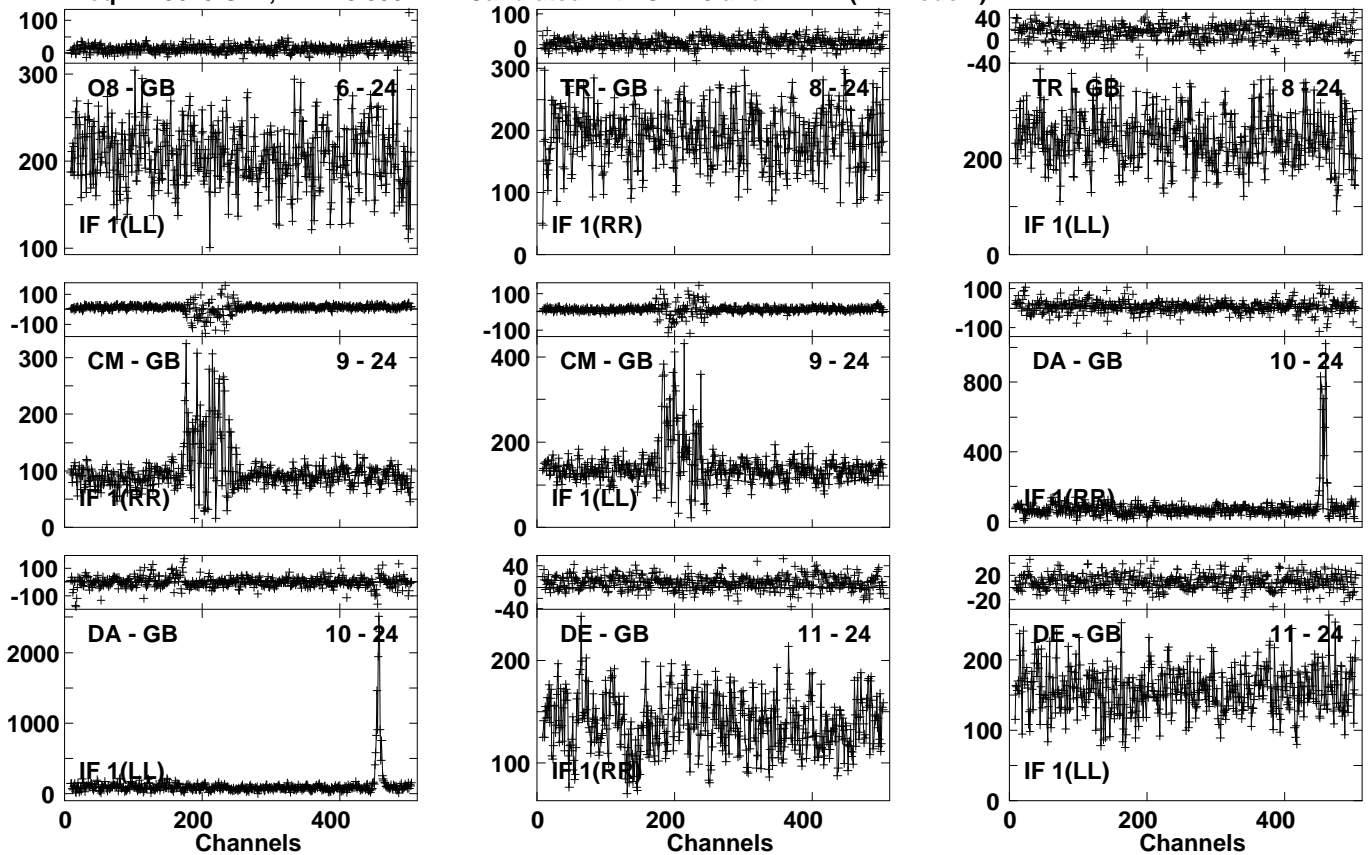 100
0
300
200
100
O8 - GB 6 - 24
IF 1(LL)
100
0
300
200
100
0
TR - GB 8 - 24
IF 1(RR)
40
0
-40
200
0
TR - GB 8 - 24
IF 1(LL)
100
-100
300
200
100
0
CM - GB 9 - 24
IF 1(RR)
100
-100
400
200
0
CM - GB 9 - 24
IF 1(LL)
100
-100
800
400
0
DA - GB 10 - 24
IF 1(RR)
100
-100
2000
1000
0
DA - GB 10 - 24
IF 1(LL)
0 200 400
Channels
40
0
-40
200
100
DE - GB 11 - 24
IF 1(RR)
0 200 400
Channels
20
-20
200
100
0
DE - GB 11 - 24
IF 1(LL)
0 200 400
Channels